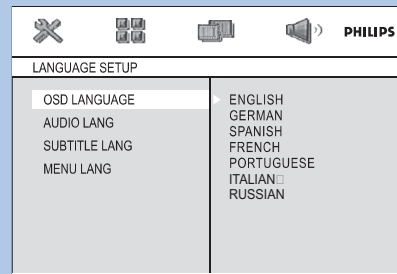 PHILIPS
LANGUAGE SETUP
OSD LANGUAGE
AUDIO LANG
SUBTITLE LANG
MENU LANG
ENGLISH
GERMAN
SPANISH
FRENCH
PORTUGUESE
ITALIAN□
RUSSIAN